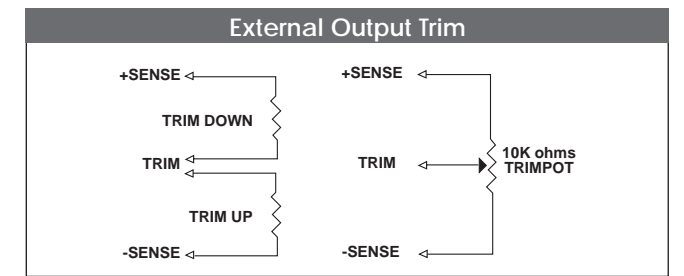 External Output Trim
+SENSE
TRIM DOWN
TRIM
TRIM UP
-SENSE
+SENSE
TRIM
10K ohms
TRIMPOT
-SENSE